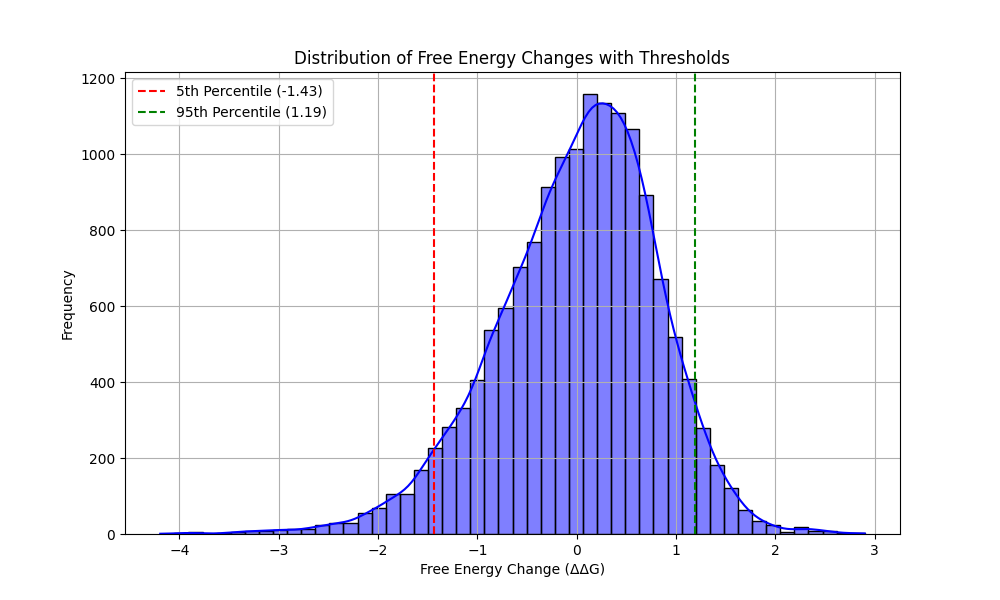 Distribution of Free Energy Changes with Thresholds
5th Percentile (-1.43)
95th Percentile (1.19)
1200
1000
800
600
400
200
0
Frequency
−4 −3 −2 −1 0 1 2 3
Free Energy Change (ΔΔG)